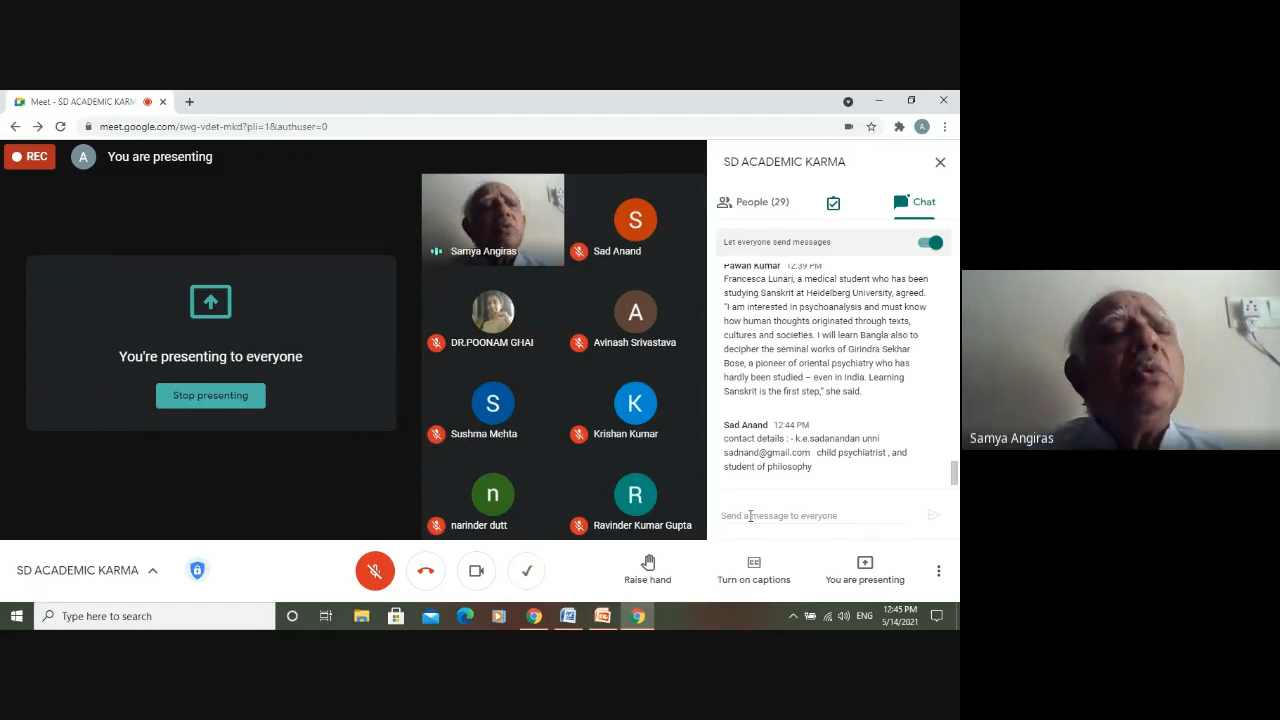 Meet - SD ACADEMIC KARM
meet.google.com/swg-vdet-mkd?pli=1&authuser=0
A
REC
A
You are presenting
You're presenting to everyone
Stop presenting
Samya Angiras
S
Sad Anand
DR.POONAM GHAI
A
Avinash Srivastava
S
Sushma Mehta
K
Krishan Kumar
n
narinder dutt
R
Ravinder Kumar Gupta
SD ACADEMIC KARMA
People (29)
Chat
Let everyone send messages
Pawan Kumar 12:39 PM
Francesca Lunari, a medical student who has been
studying Sanskrit at Heidelberg University, agreed.
“I am interested in psychoanalysis and must know
how human thoughts originated through texts,
cultures and societies. I will learn Bangla also to
decipher the seminal works of Girindra Sekhar
Bose, a pioneer of oriental psychiatry who has
hardly been studied – even in India. Learning
Sanskrit is the first step,” she said.
Sad Anand 12:44 PM
contact details : - k.e.sadanandan unni
sadnand@gmail.com child psychiatrist , and
student of philosophy
Send a message to everyone
SD ACADEMIC KARMA
Raise hand
CC
Turn on captions
You are presenting
Type here to search
ENG
12:45 PM
5/14/2021
Samya Angiras